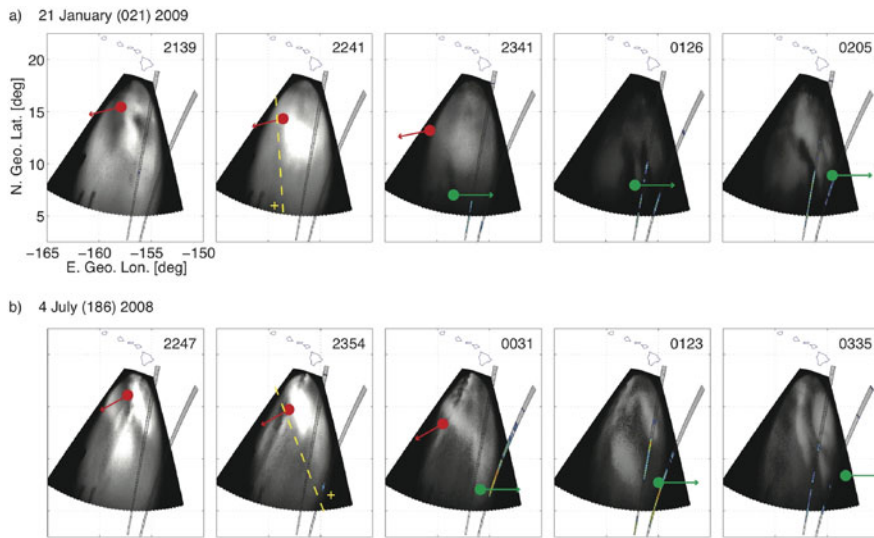 a) 21 January (021) 2009
2139 2241 2341 0126 0205
20
15
10
5
N. Geo. Lat. [deg]
−165 −160 −155 −150
E. Geo. Lon. [deg]
b) 4 July (186) 2008
2247 2354 0031 0123 0335